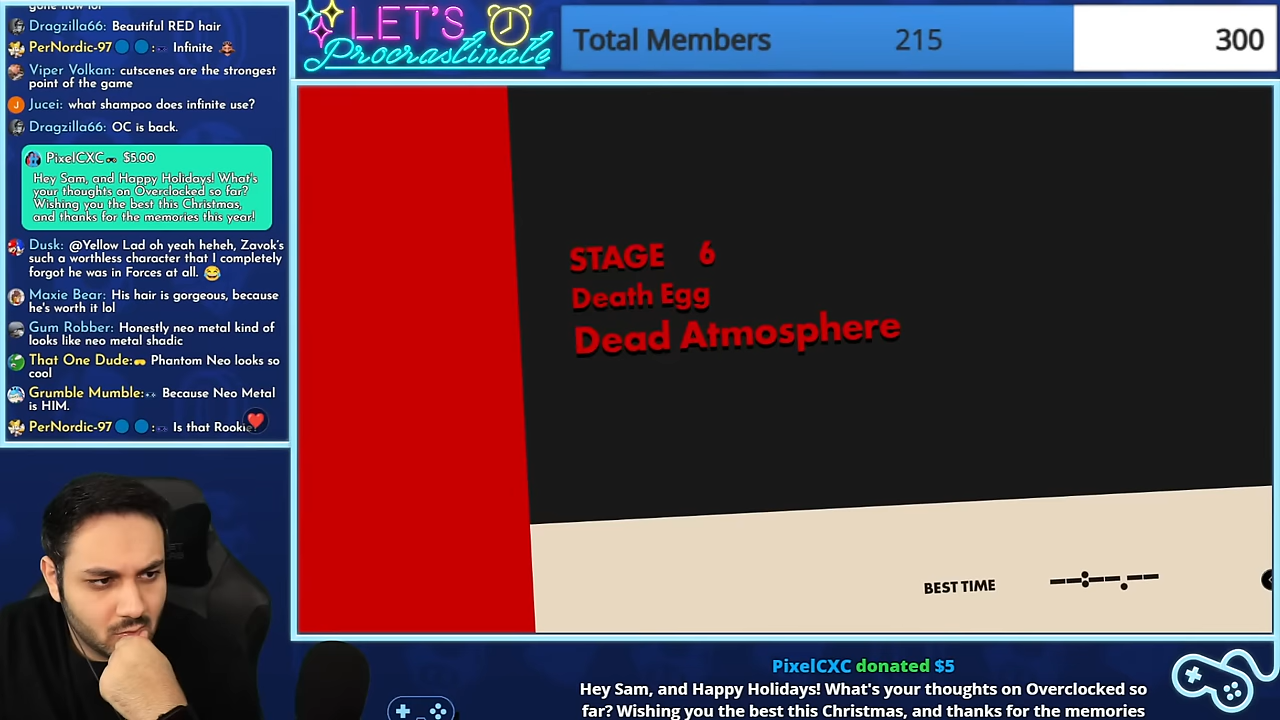 gone now
Dragzilla66: Beautiful RED hair
PerNordic-97: Infinite
Viper Volkan: cutscenes are the strongest
point of the game
J Jucei: what shampoo does infinite use?
Dragzilla66: OC is back.
PixelCXC $5.00
Hey Sam, and Happy Holidays! What's
your thoughts on Overclocked so far?
Wishing you the best this Christmas,
and thanks for the memories this year!
Dusk: @Yellow Lad oh yeah heheh, Zavok's
such a worthless character that I completely
forgot he was in Forces at all. 😂
Maxie Bear: His hair is gorgeous, because
he's worth it lol
Gum Robber: Honestly neo metal kind of
looks like neo metal shadic
That One Dude: Phantom Neo looks so
cool
Grumble Mumble: Because Neo Metal
is HIM.
PerNordic-97: Is that Rookie?
LET'S
Procrastinate
Total Members 215 300
STAGE 6
Death Egg
Dead Atmosphere
BEST TIME --:--.--
PixelCXC donated $5
Hey Sam, and Happy Holidays! What's your thoughts on Overclocked so
far? Wishing you the best this Christmas, and thanks for the memories